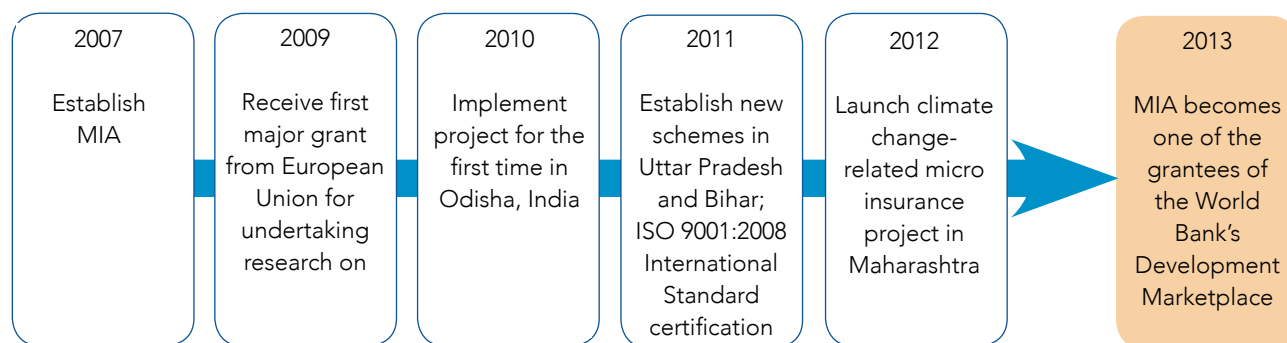 2007
Establish
MIA
2009
Receive first
major grant
from European
Union for
undertaking
research on
2010
Implement
project for the
first time in
Odisha, India
2011
Establish new
schemes in
Uttar Pradesh
and Bihar;
ISO 9001:2008
International
Standard
certification
2012
Launch climate
change-
related micro
insurance
project in
Maharashtra
2013
MIA becomes
one of the
grantees of
the World
Bank’s
Development
Marketplace